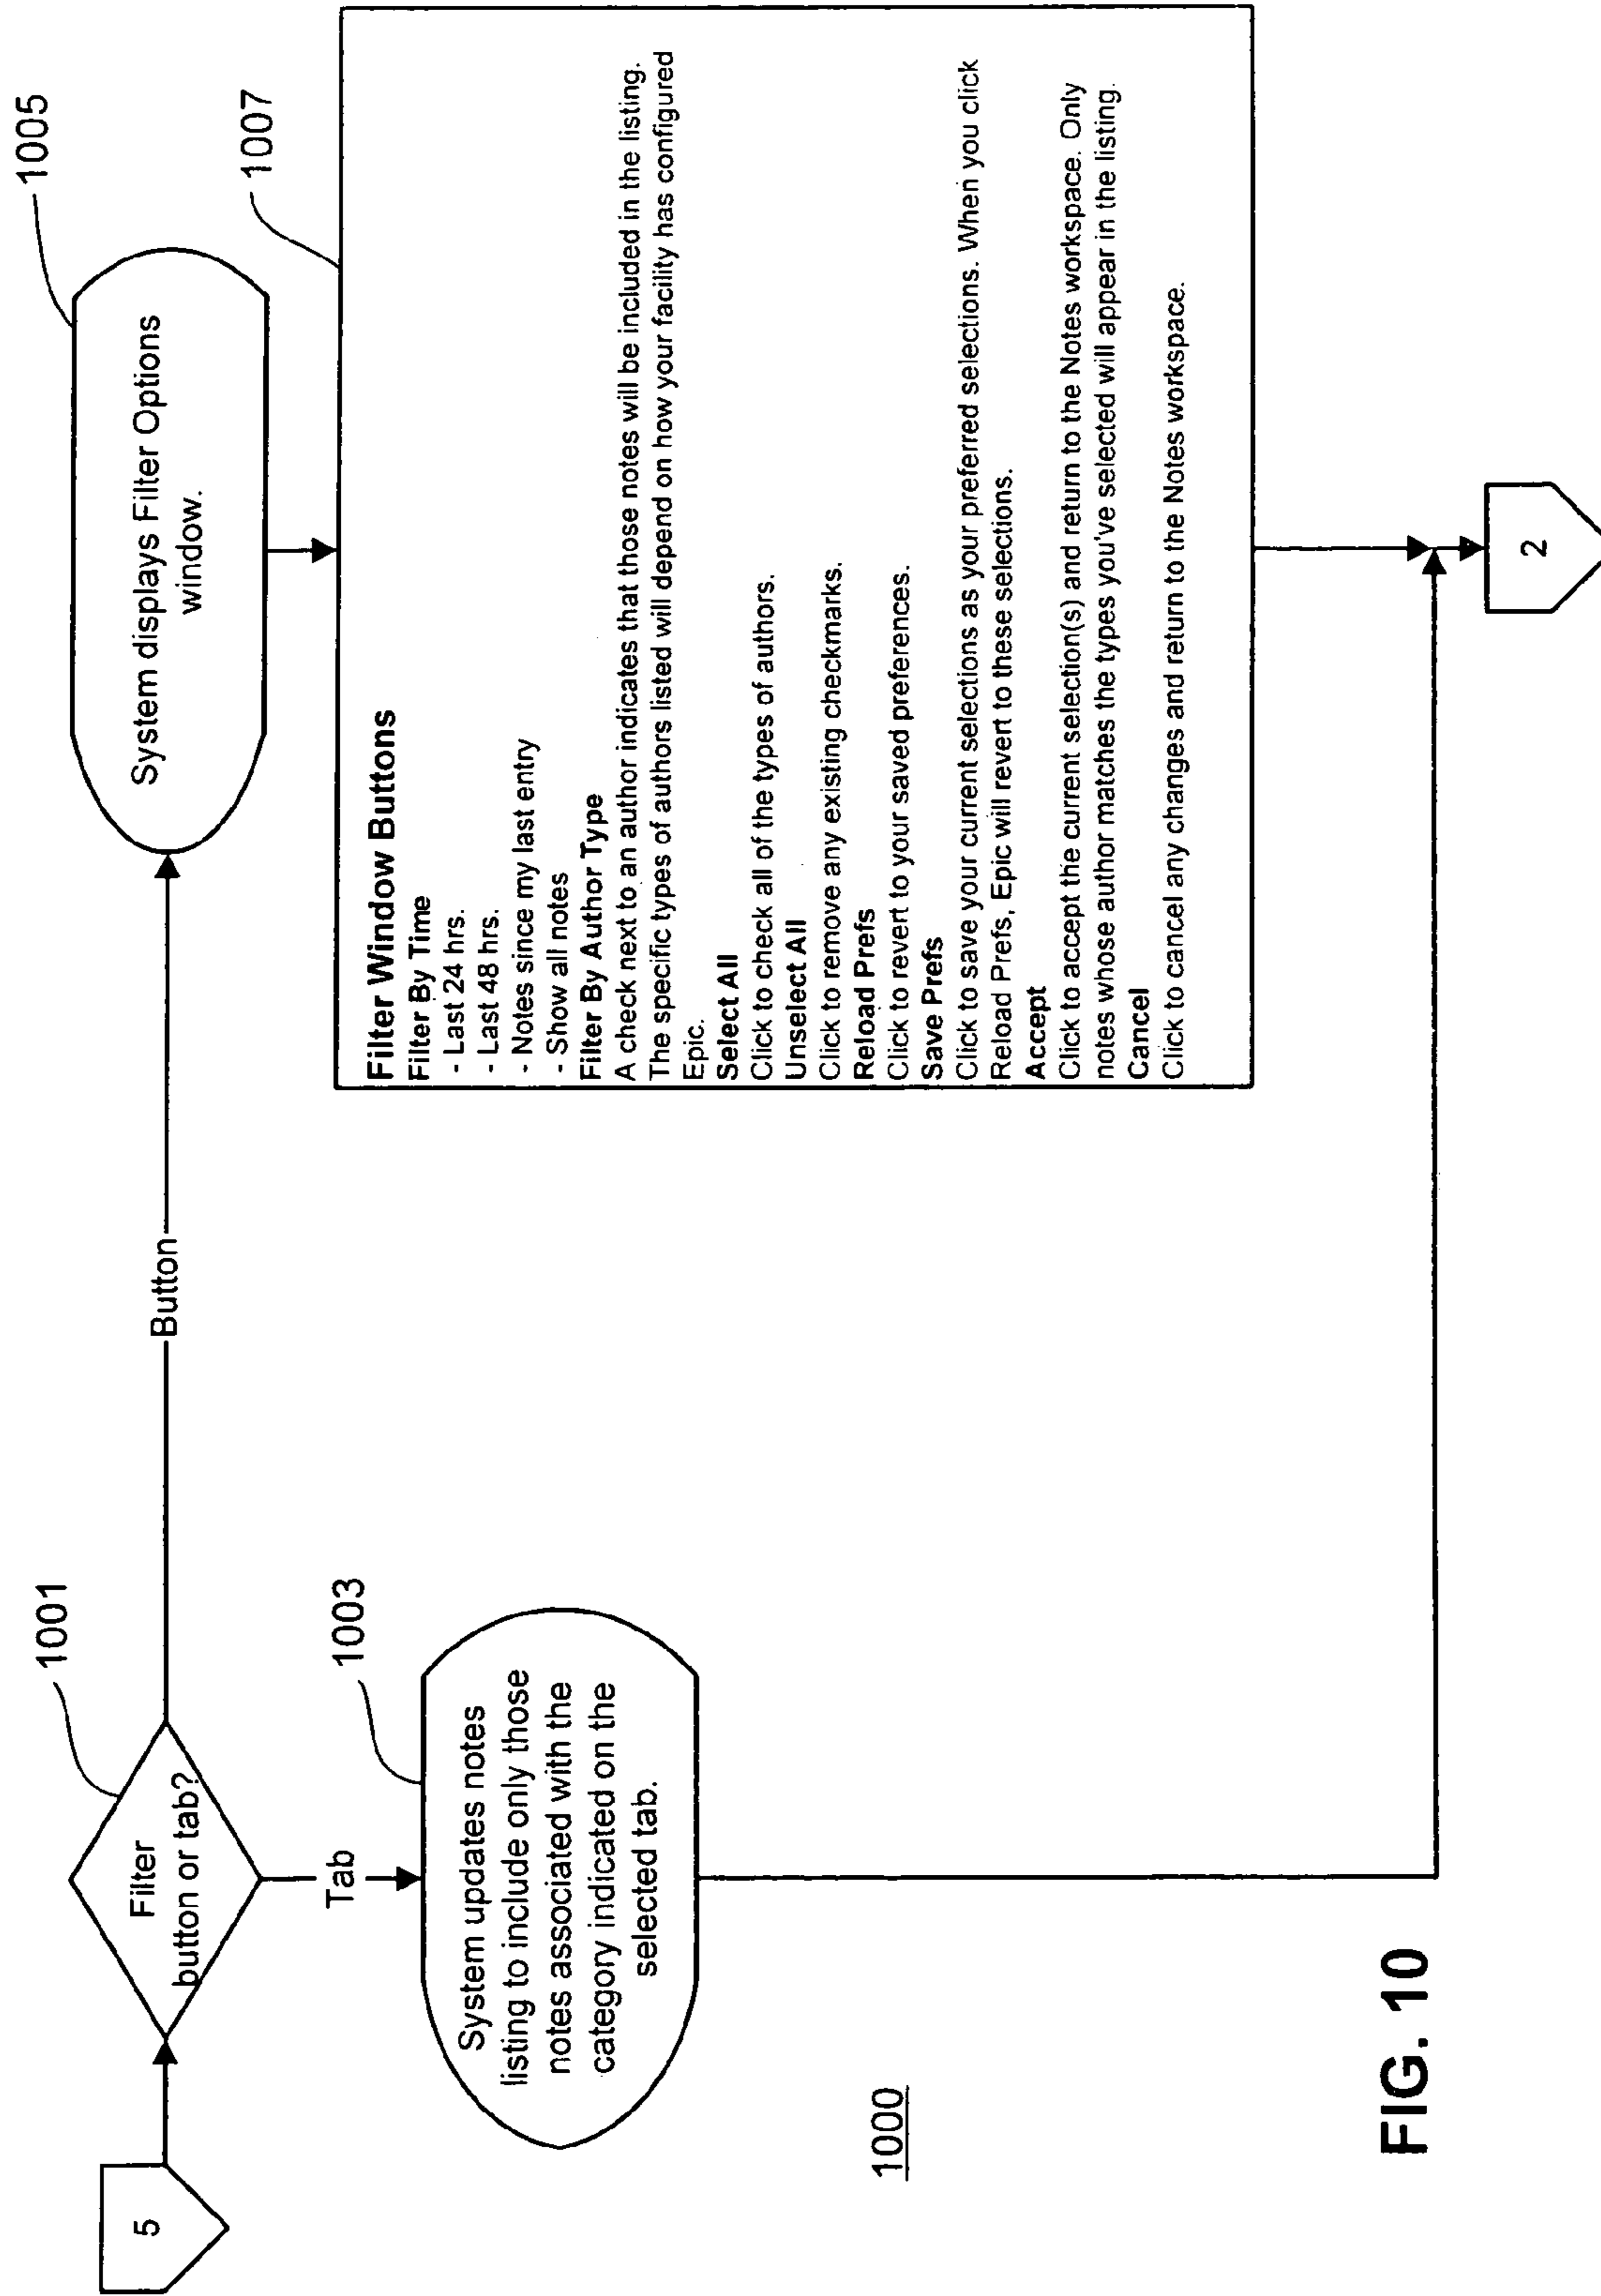 5
1001
Filter
button or tab?
Button
1005
System displays Filter Options
window.
Tab
1003
System updates notes
listing to include only those
notes associated with the
category indicated on the
selected tab.
1007
Filter Window Buttons
Filter By Time
- Last 24 hrs.
- Last 48 hrs.
- Notes since my last entry
- Show all notes
Filter By Author Type
A check next to an author indicates that those notes will be included in the listing.
The specific types of authors listed will depend on how your facility has configured
Epic.
Select All
Click to check all of the types of authors.
Unselect All
Click to remove any existing checkmarks.
Reload Prefs
Click to revert to your saved preferences.
Save Prefs
Click to save your current selections as your preferred selections. When you click
Reload Prefs, Epic will revert to these selections.
Accept
Click to accept the current selection(s) and return to the Notes workspace. Only
notes whose author matches the types you've selected will appear in the listing.
Cancel
Click to cancel any changes and return to the Notes workspace.
2
1000
FIG. 10